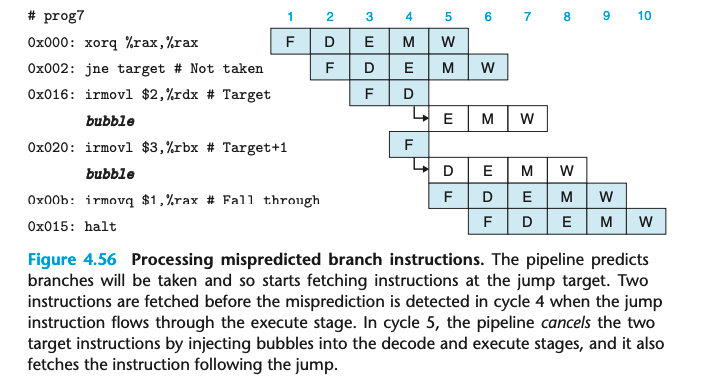 # prog7 1 2 3 4 5 6 7 8 9 10
0x000: xorq %rax,%rax F D E M W
0x002: jne target # Not taken F D E M W
0x016: irmovl $2,%rdx # Target F D
bubble E M W
0x020: irmovl $3,%rbx # Target+1 F
bubble D E M W
0x00b: irmovq $1,%rax # Fall through F D E M W
0x015: halt F D E M W
Figure 4.56 Processing mispredicted branch instructions. The pipeline predicts
branches will be taken and so starts fetching instructions at the jump target. Two
instructions are fetched before the misprediction is detected in cycle 4 when the jump
instruction flows through the execute stage. In cycle 5, the pipeline cancels the two
target instructions by injecting bubbles into the decode and execute stages, and it also
fetches the instruction following the jump.